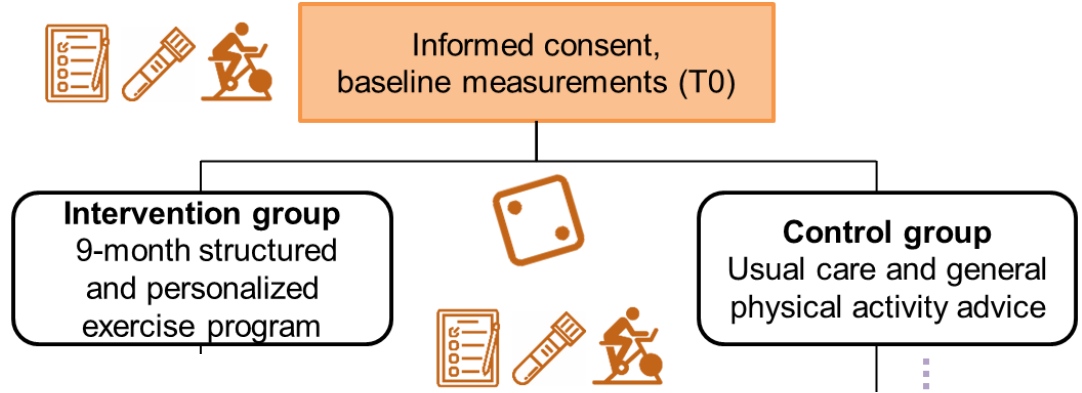 Informed consent,
baseline measurements (T0)
Intervention group
9-month structured
and personalized
exercise program
Control group
Usual care and general
physical activity advice